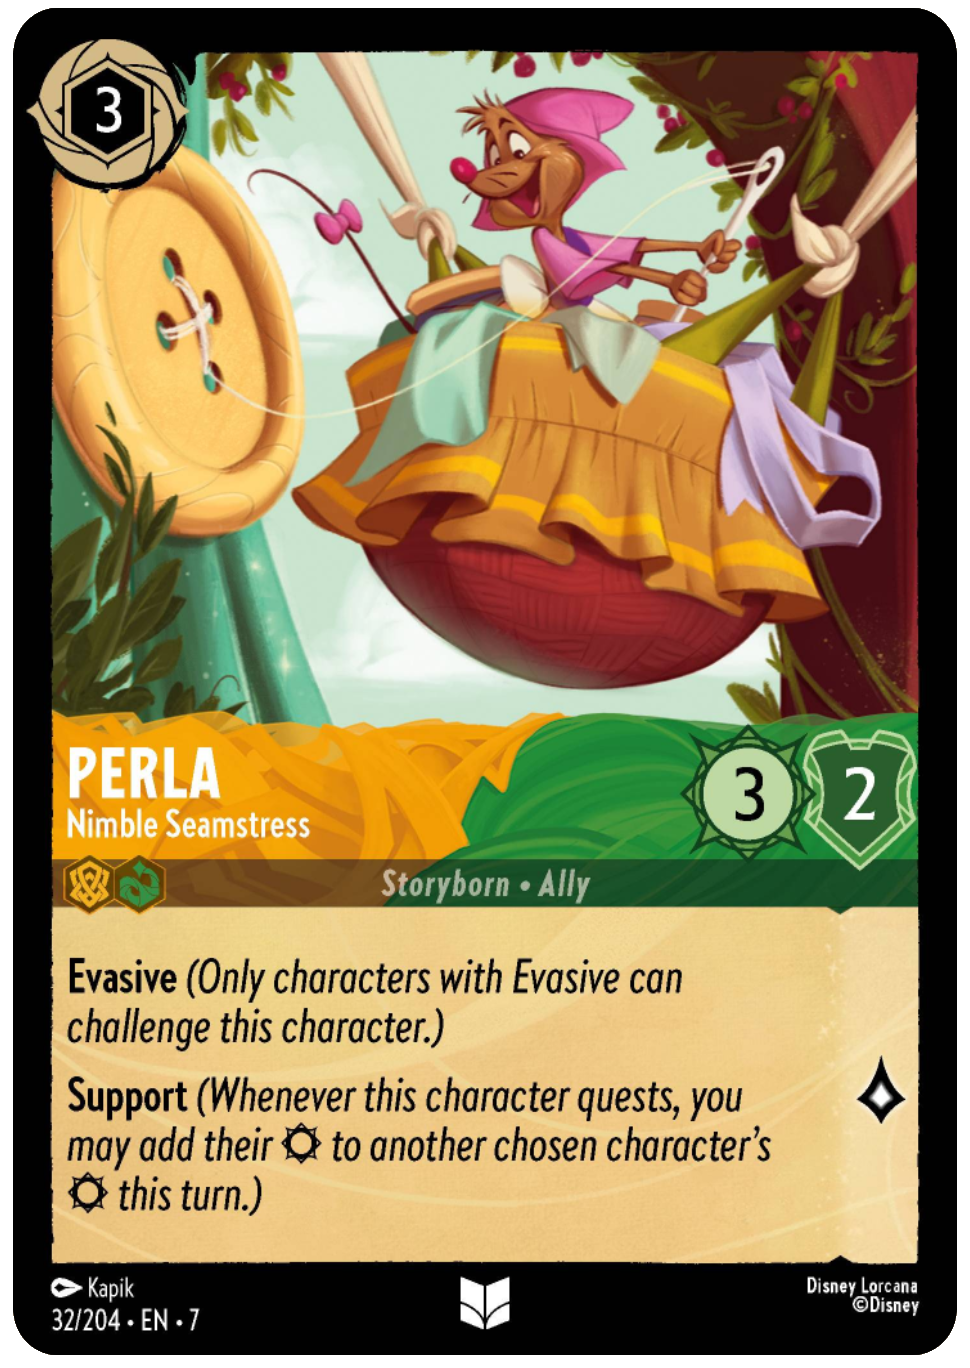 3
PERLA
Nimble Seamstress
3
2
Storyborn • Ally
Evasive (Only characters with Evasive can
challenge this character.)
Support (Whenever this character quests, you
may add their to another chosen character's
this turn.)
Kapik
32/204 • EN • 7
Disney Lorcana
©Disney